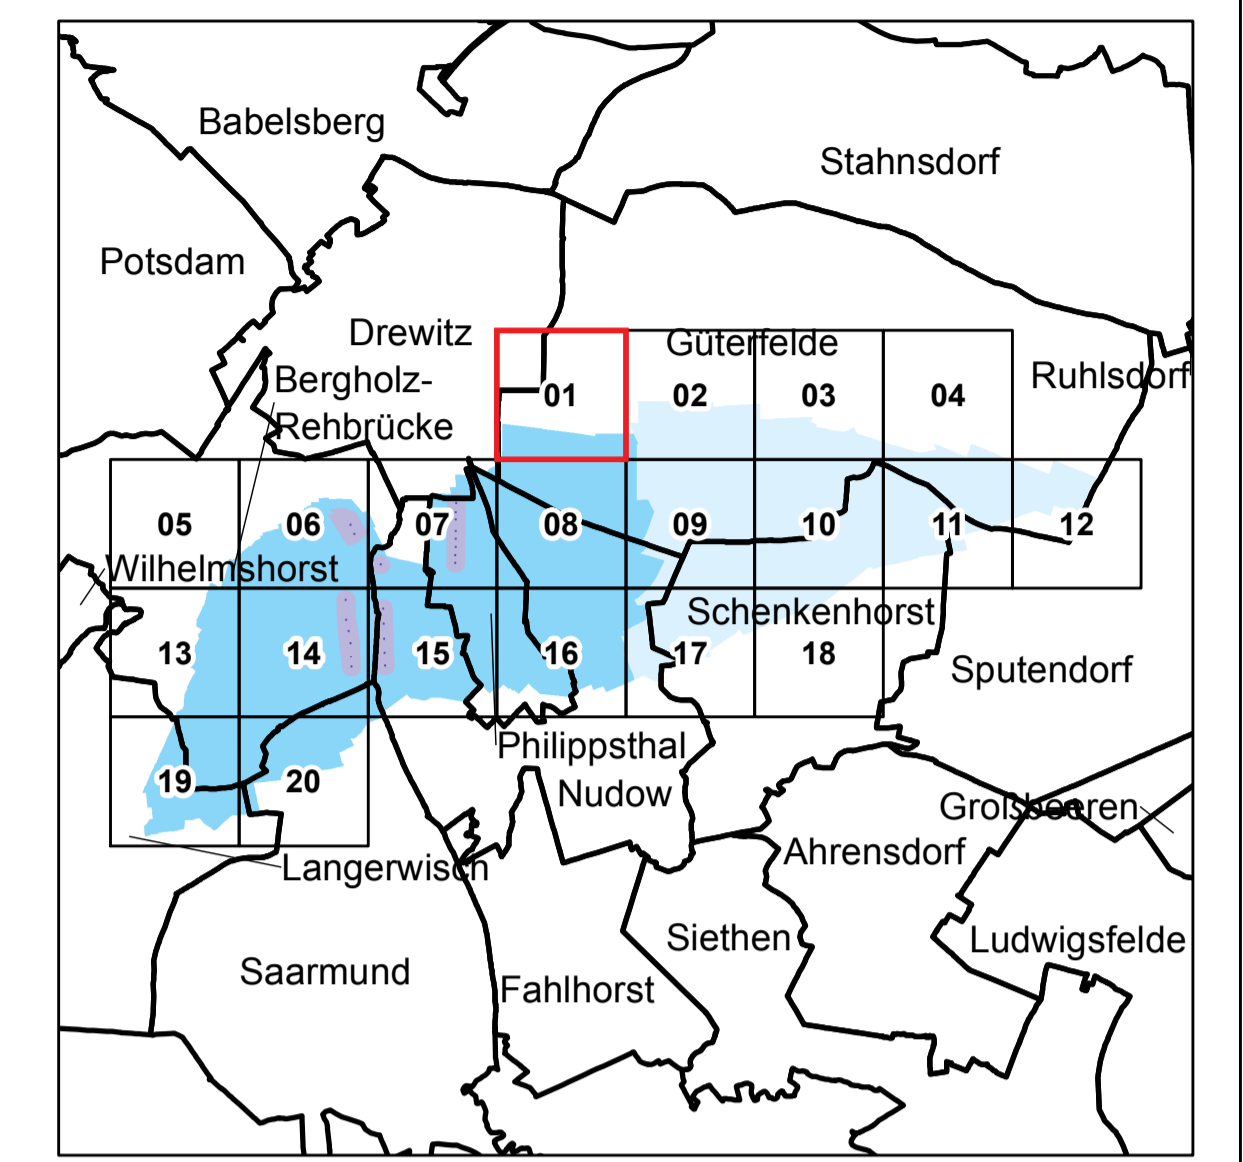 Babelsberg
Stahnsdorf
Potsdam
Drewitz
Güterfelde
Bergholz-
Rehbrücke
Ruhlsdorf
01
02
03
04
05
06
07
08
09
10
11
12
Wilhelmshorst
Schenkenhorst
13
14
15
16
17
18
Sputendorf
Philippsthal
19
20
Nudow
Großbeeren
Langerwisch
Ahrensdorf
Siethen
Ludwigsfelde
Saarmund
Fahlhorst